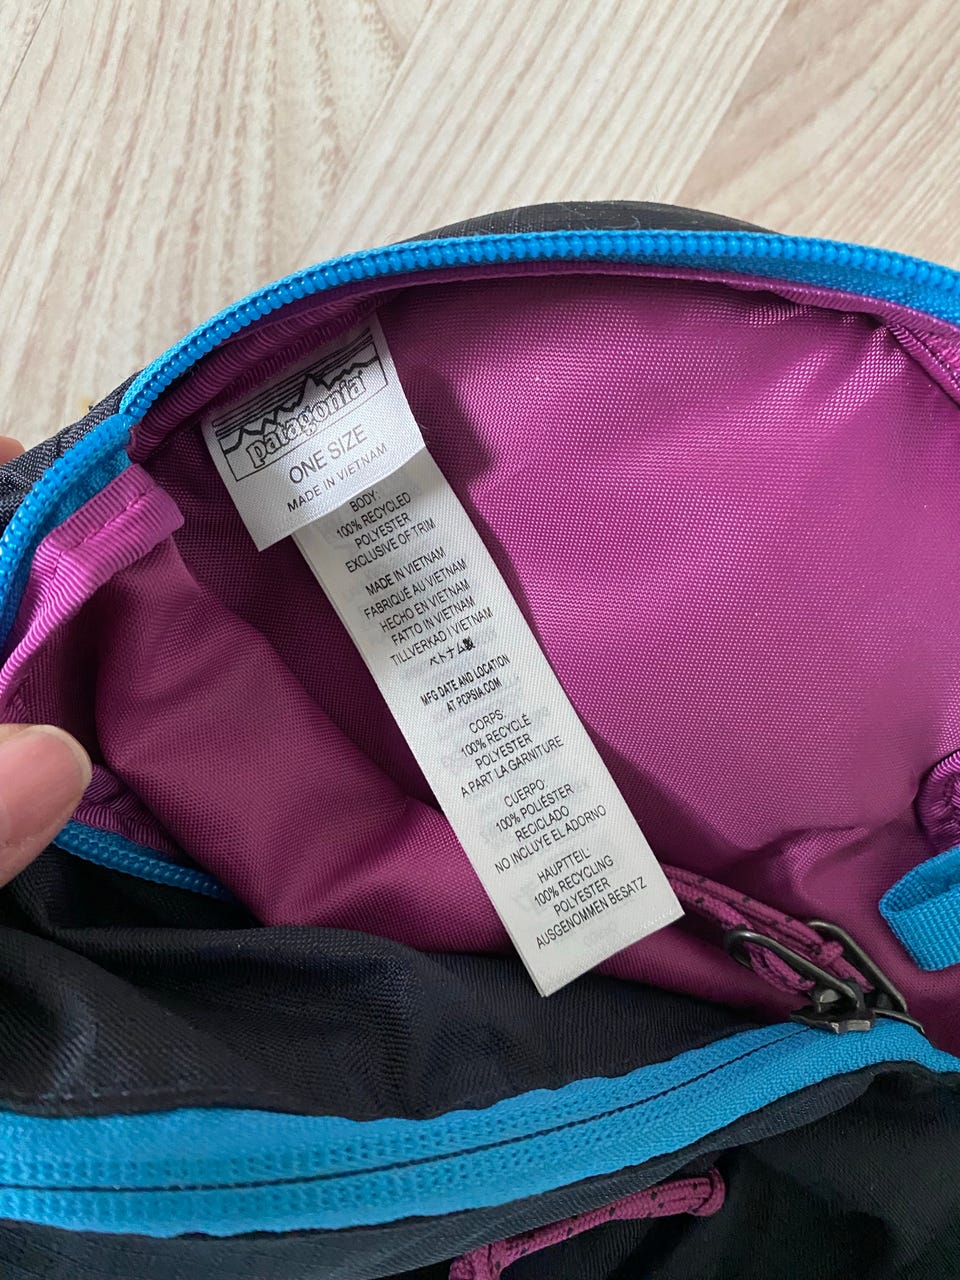 patagonia®
ONE SIZE
MADE IN VIETNAM
BODY:
100% RECYCLED
POLYESTER
EXCLUSIVE OF TRIM
MADE IN VIETNAM
FABRIQUÉ AU VIETNAM
HECHO EN VIETNAM
FATTO IN VIETNAM
TILLVERKAD I VIETNAM
ベトナム製
MFG DATE AND LOCATION
AT PCPSIA.COM
CORPS:
100% RECYCLÉ
POLYESTER
A PART LA GARNITURE
CUERPO:
100% POLIÉSTER
RECICLADO
NO INCLUYE EL ADORNO
HAUPTTEIL:
100% RECYCLING
POLYESTER
AUSGENOMMEN BESATZ